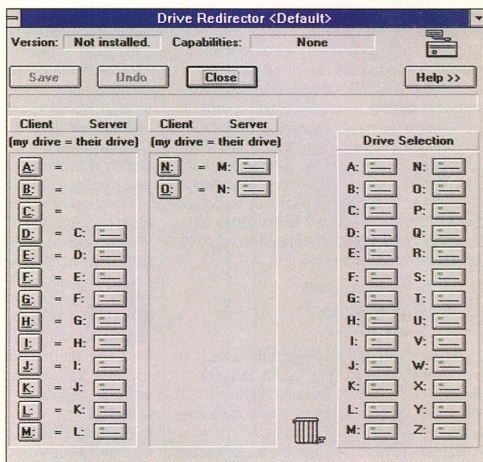 Drive Redirector <Default>
Version: Not installed. Capabilities: None
Save Undo Close Help >>
Client Server
(my drive = their drive)
A: =
B: =
C: =
D: = C:
E: = D:
F: = E:
G: = F:
H: = G:
I: = H:
J: = I:
K: = J:
L: = K:
M: = L:
Client Server
(my drive = their drive)
N: = M:
O: = N:
Drive Selection
A: N:
B: O:
C: P:
D: Q:
E: R:
F: S:
G: T:
H: U:
I: V:
J: W:
K: X:
L: Y:
M: Z: